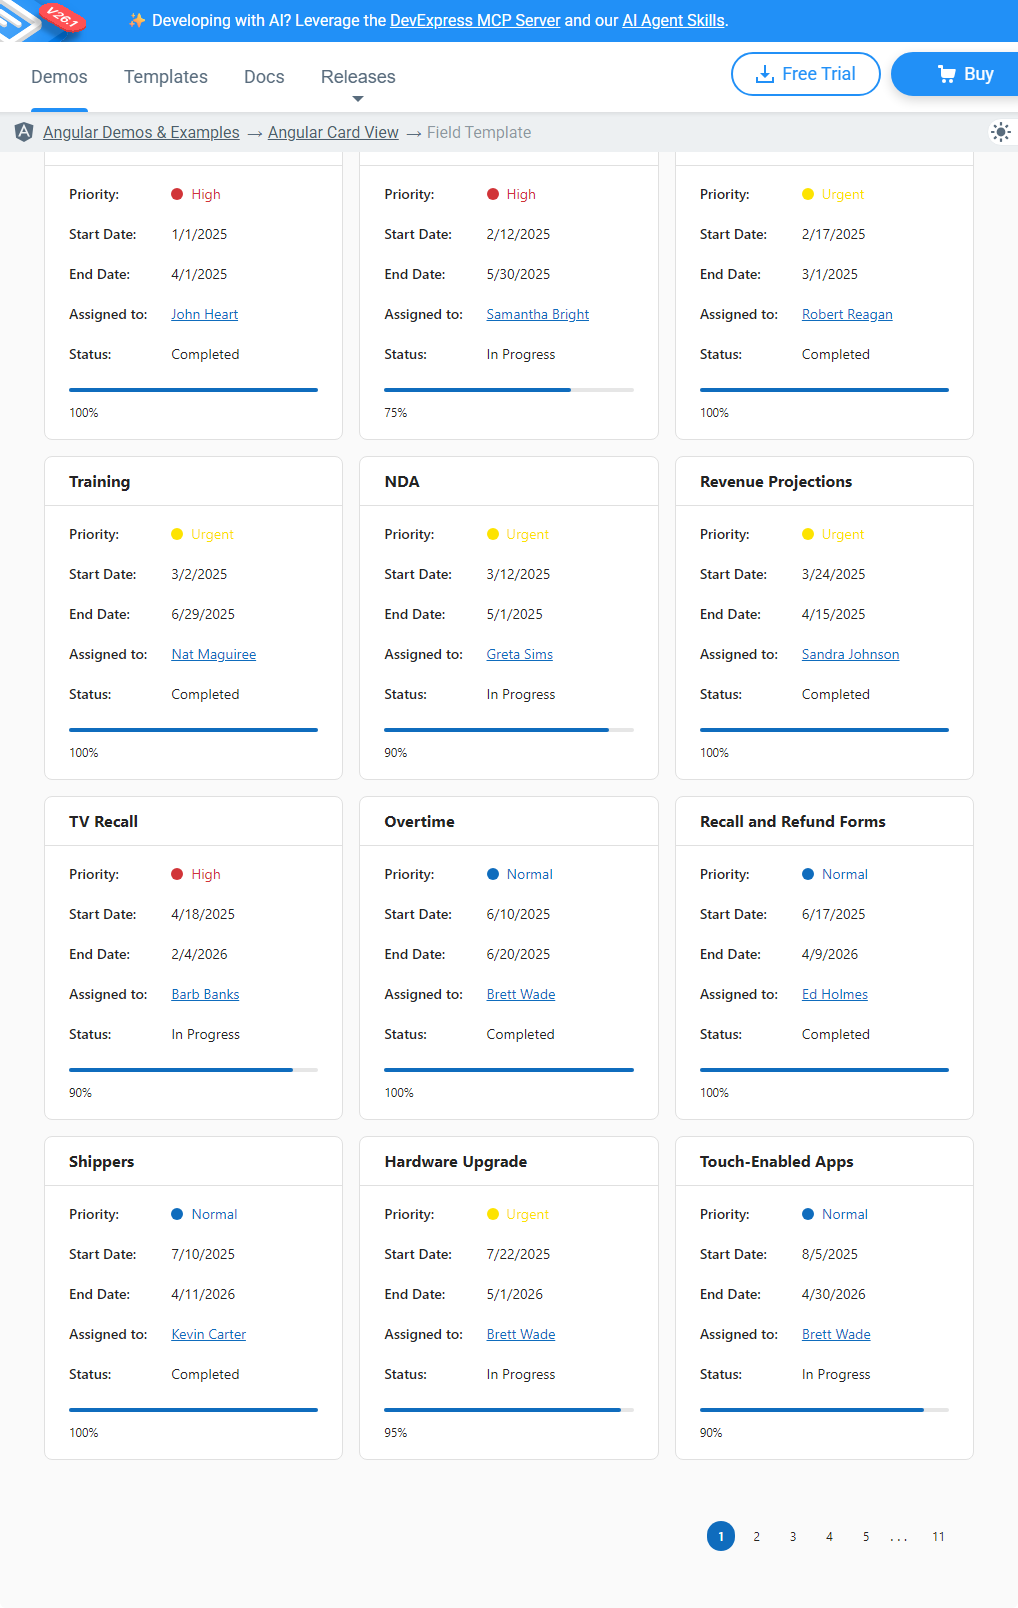 V26.1
✨ Developing with AI? Leverage the DevExpress MCP Server and our AI Agent Skills.
Demos Templates Docs Releases Free Trial Buy
Angular Demos & Examples → Angular Card View → Field Template
Priority: High
Start Date: 1/1/2025
End Date: 4/1/2025
Assigned to: John Heart
Status: Completed
100%
Priority: High
Start Date: 2/12/2025
End Date: 5/30/2025
Assigned to: Samantha Bright
Status: In Progress
75%
Priority: Urgent
Start Date: 2/17/2025
End Date: 3/1/2025
Assigned to: Robert Reagan
Status: Completed
100%
Training
Priority: Urgent
Start Date: 3/2/2025
End Date: 6/29/2025
Assigned to: Nat Maguiree
Status: Completed
100%
NDA
Priority: Urgent
Start Date: 3/12/2025
End Date: 5/1/2025
Assigned to: Greta Sims
Status: In Progress
90%
Revenue Projections
Priority: Urgent
Start Date: 3/24/2025
End Date: 4/15/2025
Assigned to: Sandra Johnson
Status: Completed
100%
TV Recall
Priority: High
Start Date: 4/18/2025
End Date: 2/4/2026
Assigned to: Barb Banks
Status: In Progress
90%
Overtime
Priority: Normal
Start Date: 6/10/2025
End Date: 6/20/2025
Assigned to: Brett Wade
Status: Completed
100%
Recall and Refund Forms
Priority: Normal
Start Date: 6/17/2025
End Date: 4/9/2026
Assigned to: Ed Holmes
Status: Completed
100%
Shippers
Priority: Normal
Start Date: 7/10/2025
End Date: 4/11/2026
Assigned to: Kevin Carter
Status: Completed
100%
Hardware Upgrade
Priority: Urgent
Start Date: 7/22/2025
End Date: 5/1/2026
Assigned to: Brett Wade
Status: In Progress
95%
Touch-Enabled Apps
Priority: Normal
Start Date: 8/5/2025
End Date: 4/30/2026
Assigned to: Brett Wade
Status: In Progress
90%
1 2 3 4 5 ... 11